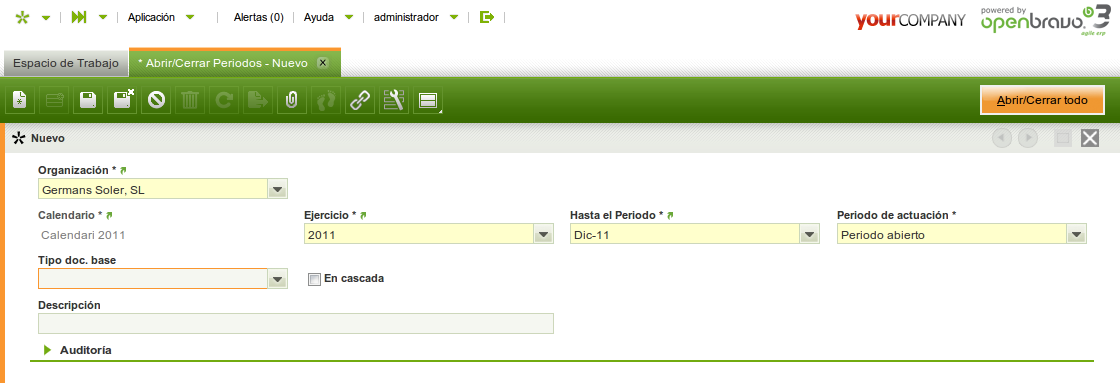 Aplicación Alertas (0) Ayuda administrador yourCOMPANY powered by openbravo 3 agile erp
Espacio de Trabajo * Abrir/Cerrar Periodos - Nuevo x
Abrir/Cerrar todo
Nuevo
Organización *
Germans Soler, SL
Calendario * Ejercicio * Hasta el Periodo * Periodo de actuación *
Calendari 2011 2011 Dic-11 Periodo abierto
Tipo doc. base
En cascada
Descripción
Auditoría